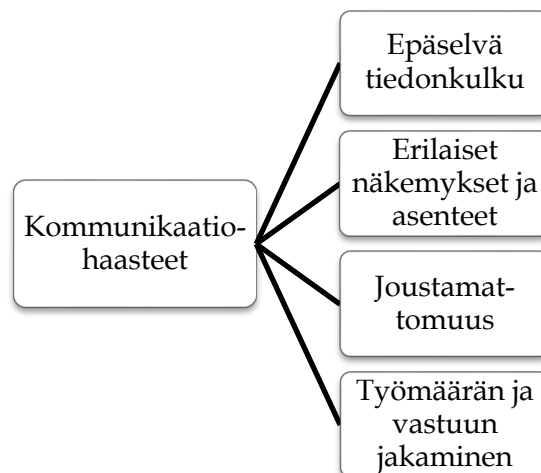 Epäselvä
tiedonkulku
Erilaiset
näkemykset ja
asenteet
Kommunikaatio-
haasteet
Joustamat-
tomuus
Työmäärän ja
vastuun
jakaminen